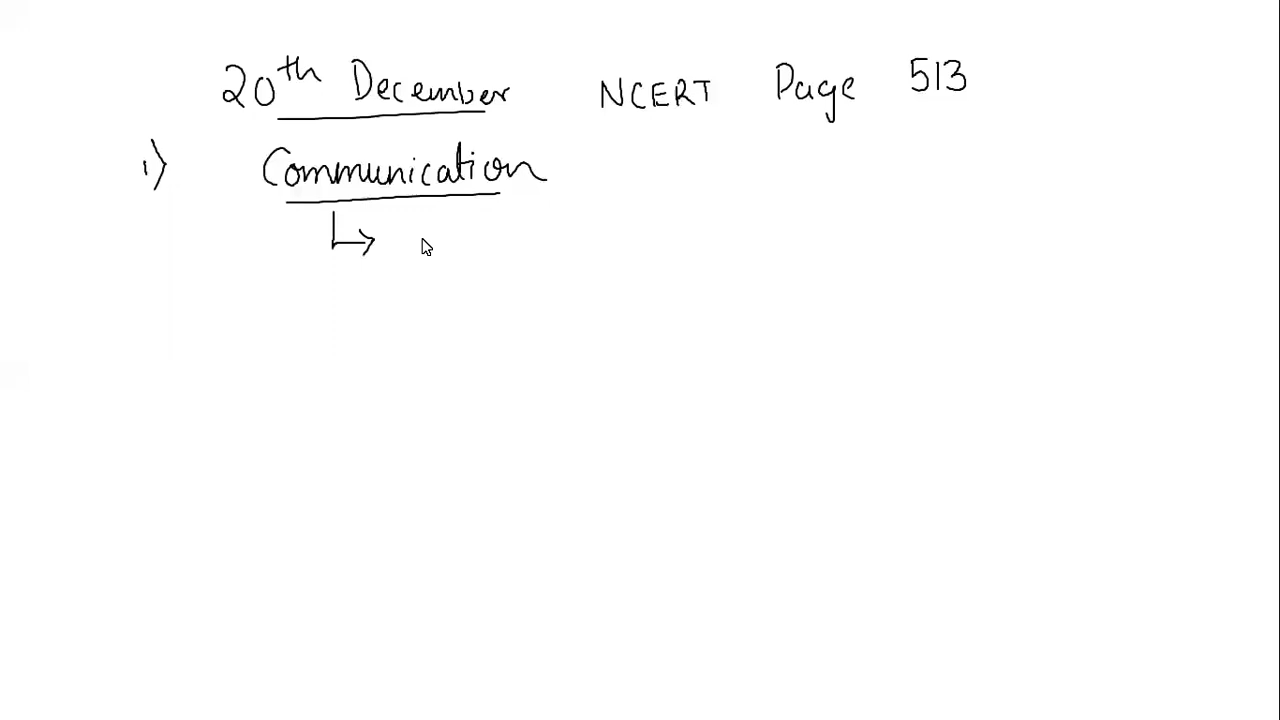 20th December NCERT Page 513
1) Communication
↳